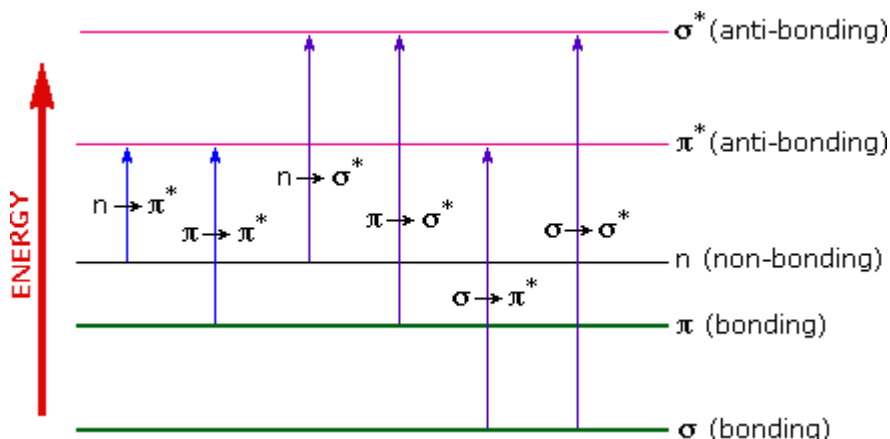 σ* (anti-bonding)
π* (anti-bonding)
n → σ*
n → π*
π → π*
π → σ*
σ → σ*
n (non-bonding)
σ → π*
π (bonding)
σ (bonding)
ENERGY